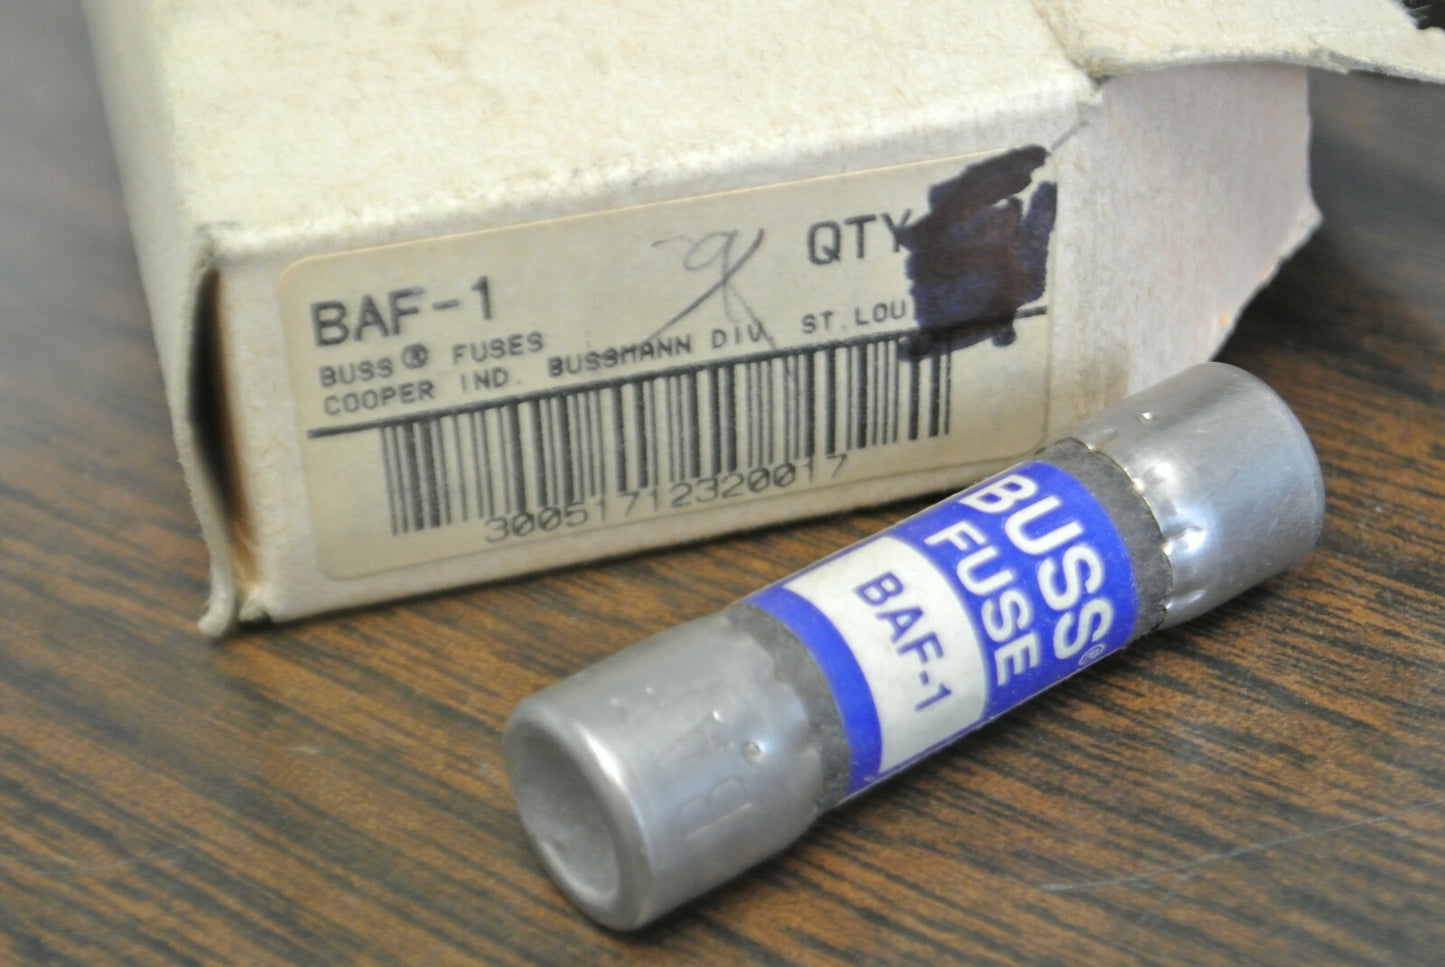 BAF-1 QTY
BUSS® FUSES
COOPER IND. BUSSMANN DIV. ST. LOU
30051712320017
BUSS®
FUSE
BAF-1